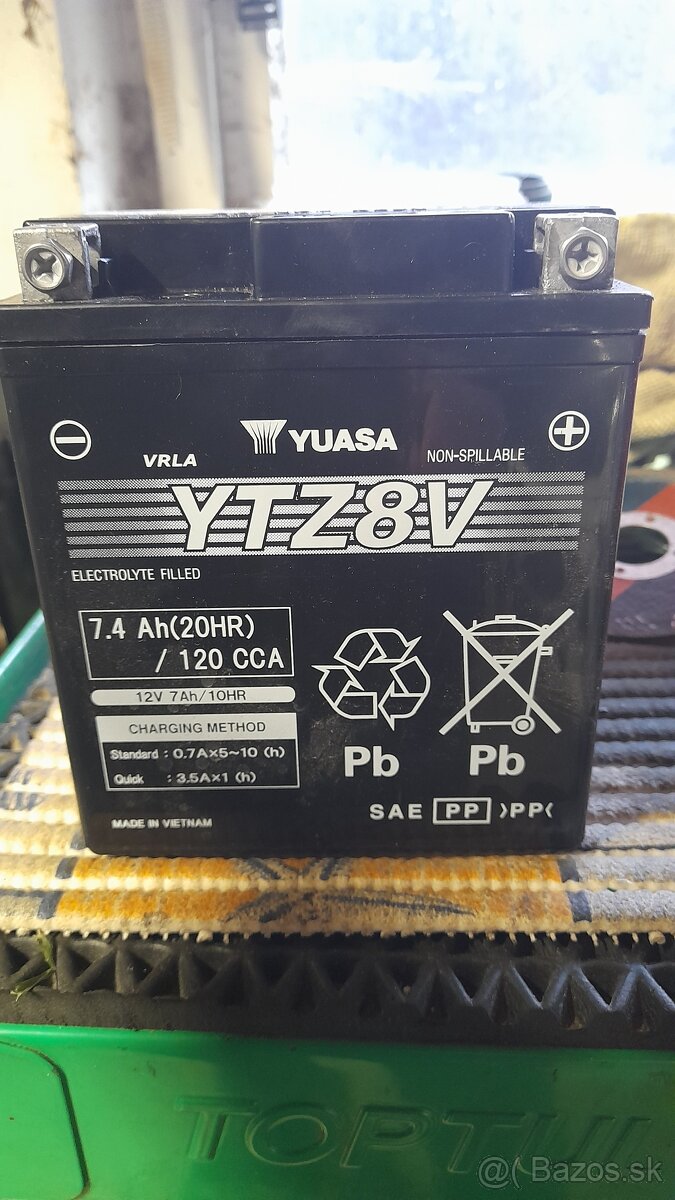 YUASA
VRLA
NON-SPILLABLE
YTZ8V
ELECTROLYTE FILLED
7.4 Ah(20HR)
/ 120 CCA
12V 7Ah/10HR
CHARGING METHOD
Standard : 0.7A×5~10 (h)
Quick : 3.5A×1 (h)
Pb
Pb
SAE PP >PP<
MADE IN VIETNAM
TOPTUL
@( Bazos.sk